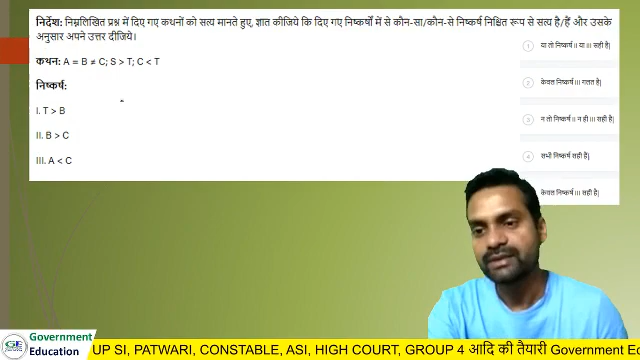 निर्देश: निम्नलिखित प्रश्न में दिए गए कथनों को सत्य मानते हुए, ज्ञात कीजिये कि दिए गए निष्कर्षों में से कौन-सा/कौन-से निष्कर्ष निश्चित रूप से सत्य है/हैं और उसके
अनुसार अपने उत्तर दीजिये।
कथन: A = B ≠ C; S > T; C < T
निष्कर्ष:
I. T > B
II. B > C
III. A < C
1 या तो निष्कर्ष II या III सही है|
2 केवल निष्कर्ष III गलत है|
3 न तो निष्कर्ष II न ही III सही है|
4 सभी निष्कर्ष सही हैं|
केवल निष्कर्ष III सही है|
GE
Government
Education
UP SI, PATWARI, CONSTABLE, ASI, HIGH COURT, GROUP 4 आदि की तैयारी Government E